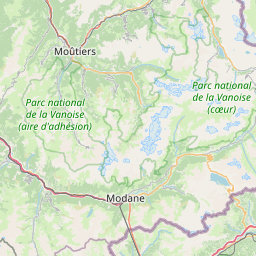 Moûtiers
Parc national
de la Vanoise
(cœur)
Parc national
de la Vanoise
(aire d'adhésion)
Modane